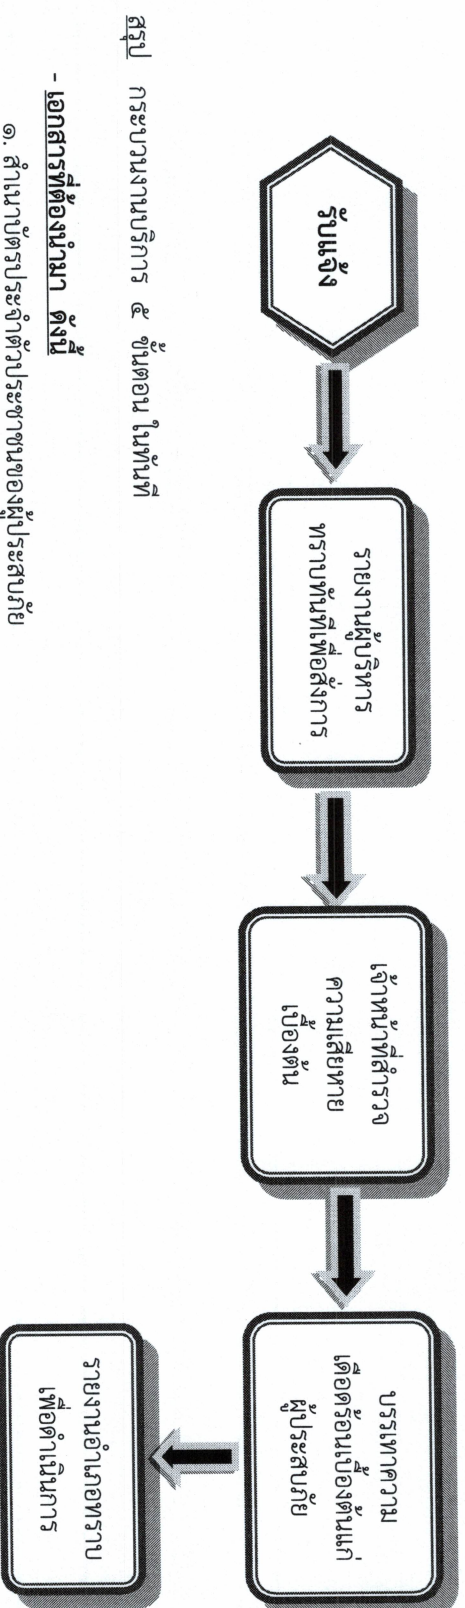 รับแจ้ง
รายงานผู้บริหาร
ทราบทันทีเพื่อสั่งการ
เจ้าหน้าที่สำรวจ
ความเสียหาย
เบื้องต้น
บรรเทาความ
เดือดร้อนเบื้องต้นแก่
ผู้ประสบภัย
รายงานอำเภอทราบ
เพื่อดำเนินการ
สรุป กระบวนงานบริการ ๕ ขั้นตอน ในทันที
- เอกสารที่ต้องนำมา ดังนี้
๑. สำเนาบัตรประจำตัวประชาชนของผู้ประสบภัย